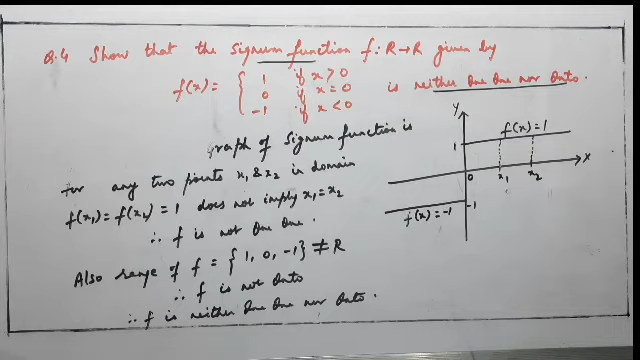 Q.4 Show that the Signum function f: R→R given by
f(x) = { 1 if x > 0
0 if x = 0
-1 if x < 0
is neither One One nor Onto.
raph of Signum function is
For any two points x₁ & x₂ in domain
f(x₁) = f(x₂) = 1 does not imply x₁ = x₂
∴ f is not One One.
Also range of f = { 1, 0, -1} ≠ R
∴ f is not Onto
∴ f is neither One One nor Onto.
Y
f(x) = 1
1
X
0 x₁ x₂
f(x) = -1
-1